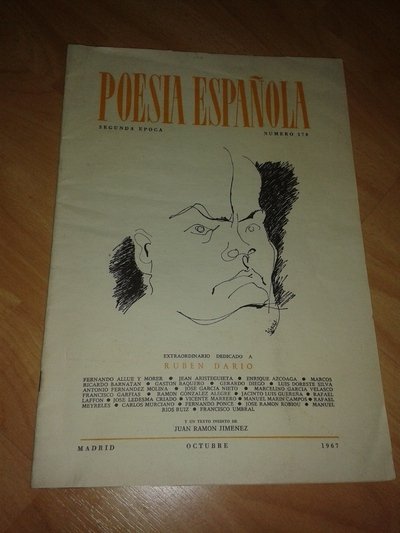 POESIA ESPAÑOLA
SEGUNDA EPOCA NUMERO 178
EXTRAORDINARIO DEDICADO A
RUBEN DARIO
FERNANDO ALLUE Y MORER ● JEAN ARISTEGUIETA ● ENRIQUE AZCOAGA ● MARCOS
RICARDO BARNATAN ● GASTON BAQUERO ● GERARDO DIEGO ● LUIS DORESTE SILVA
ANTONIO FERNANDEZ MOLINA ● JOSE GARCIA NIETO ● MARCELINO GARCIA VELASCO
FRANCISCO GARFIAS ● RAMON GONZALEZ ALEGRE ● JACINTO LUIS GUEREÑA ● RAFAEL
LAFFON ● JOSE LEDESMA CRIADO ● VICENTE MARRERO ● MANUEL MARIN CAMPOS ● RAFAEL
MEYRELES ● CARLOS MURCIANO ● FERNANDO PONCE ● JOSE RAMON ROBIOU ● MANUEL
RIOS RUIZ ● FRANCISCO UMBRAL
Y UN TEXTO INEDITO DE
JUAN RAMON JIMENEZ
MADRID OCTUBRE 1967